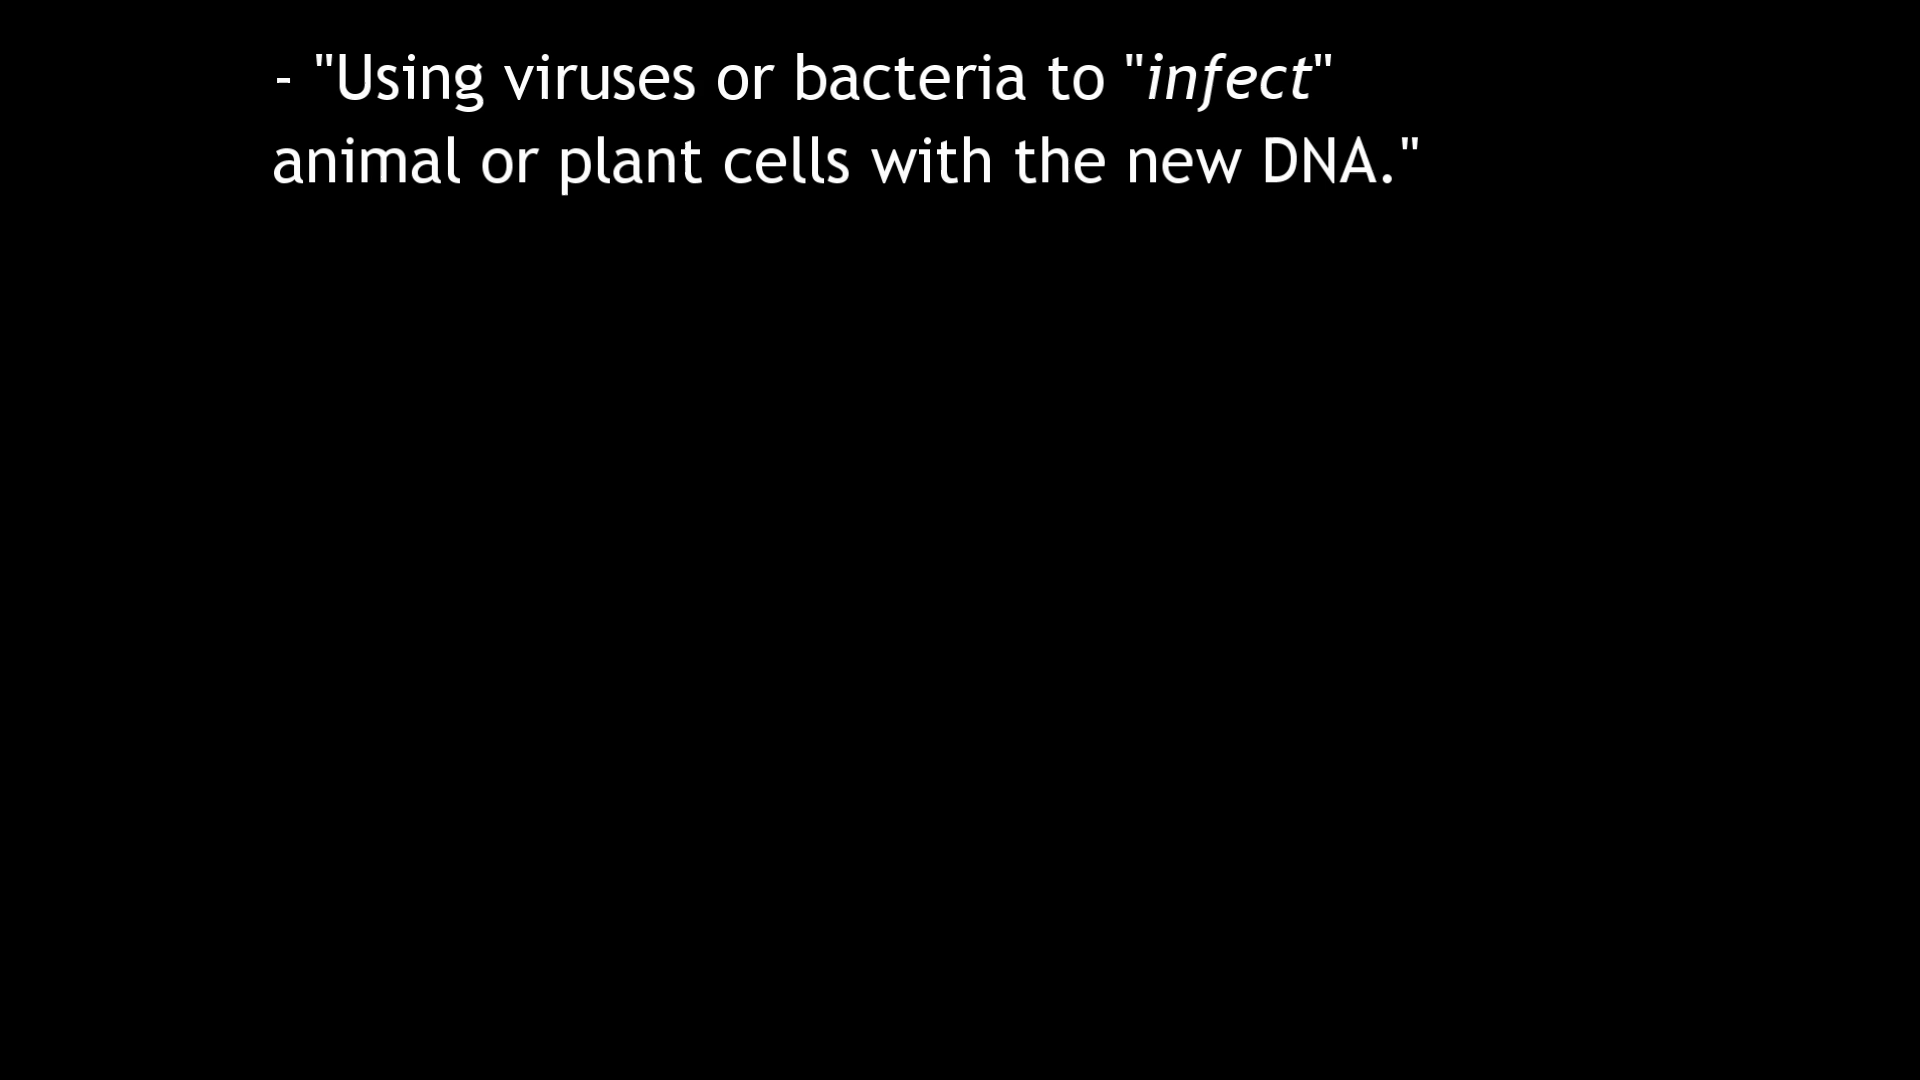 - "Using viruses or bacteria to "infect"
animal or plant cells with the new DNA."